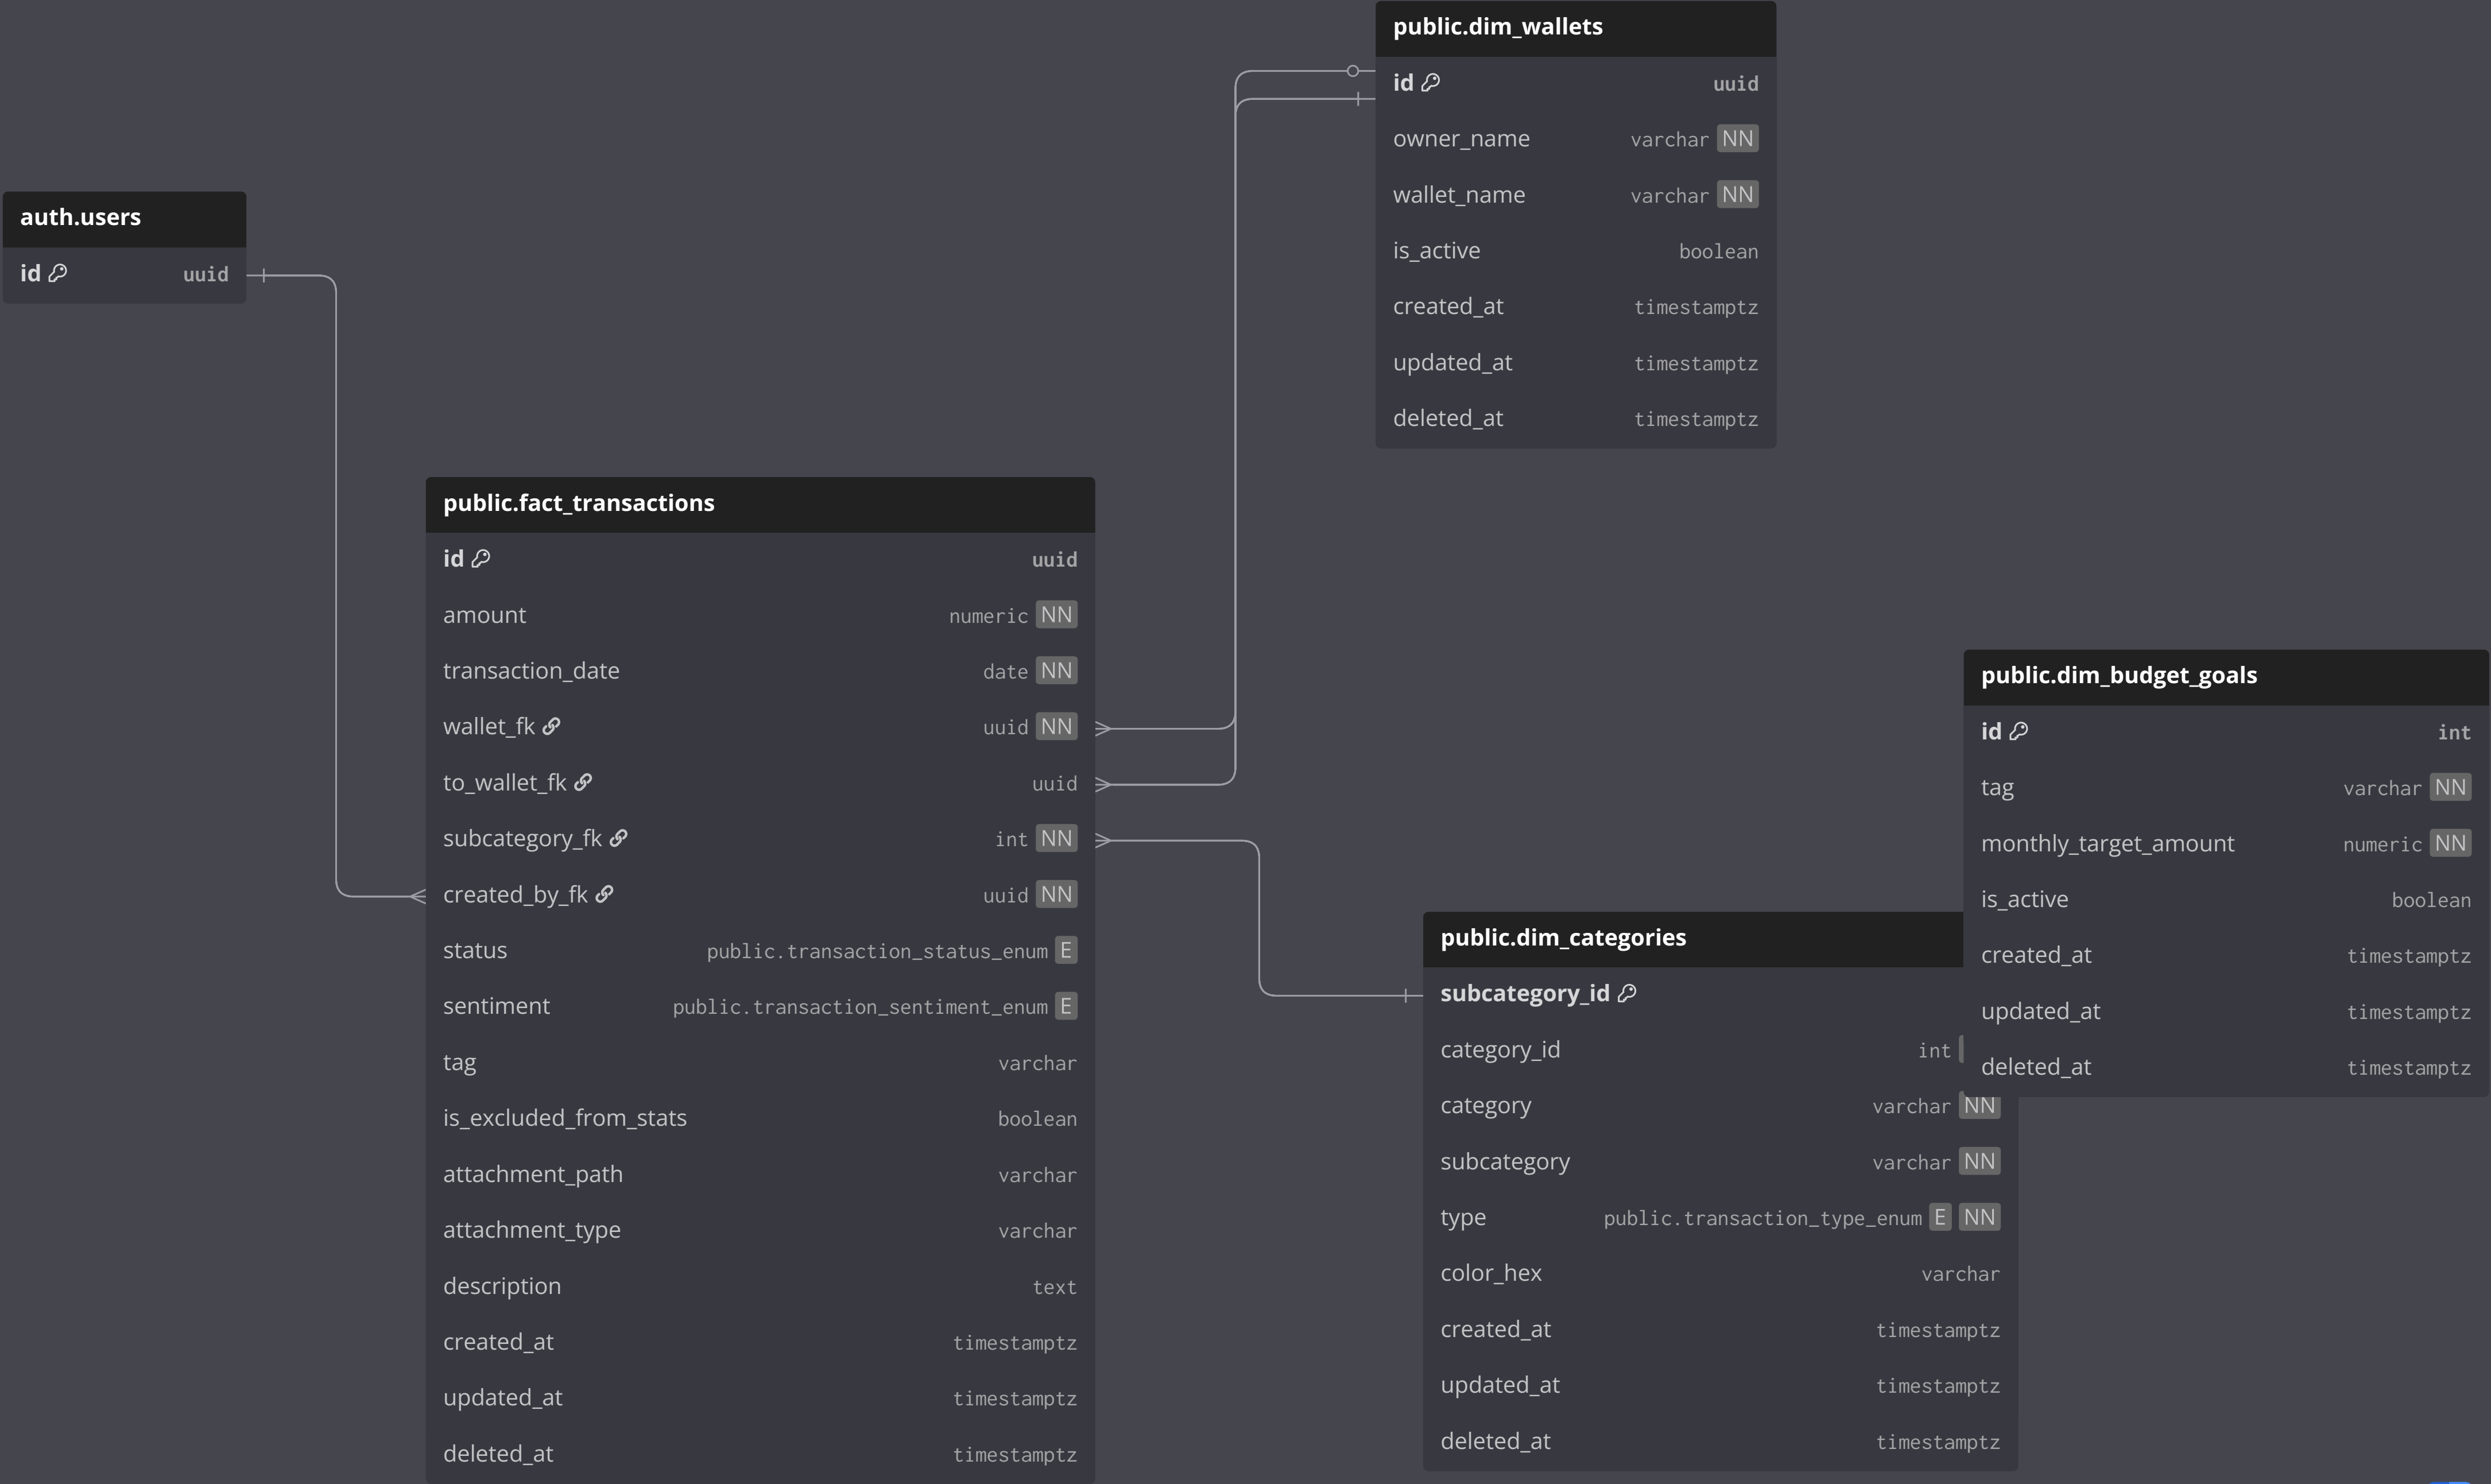 public.dim_wallets
id uuid
owner_name varchar NN
wallet_name varchar NN
is_active boolean
created_at timestamptz
updated_at timestamptz
deleted_at timestamptz
auth.users
id uuid
public.fact_transactions
id uuid
amount numeric NN
transaction_date date NN
wallet_fk uuid NN
to_wallet_fk uuid
subcategory_fk int NN
created_by_fk uuid NN
status public.transaction_status_enum E
sentiment public.transaction_sentiment_enum E
tag varchar
is_excluded_from_stats boolean
attachment_path varchar
attachment_type varchar
description text
created_at timestamptz
updated_at timestamptz
deleted_at timestamptz
public.dim_budget_goals
id int
tag varchar NN
monthly_target_amount numeric NN
is_active boolean
created_at timestamptz
updated_at timestamptz
deleted_at timestamptz
public.dim_categories
subcategory_id
category_id int
category varchar NN
subcategory varchar NN
type public.transaction_type_enum E NN
color_hex varchar
created_at timestamptz
updated_at timestamptz
deleted_at timestamptz